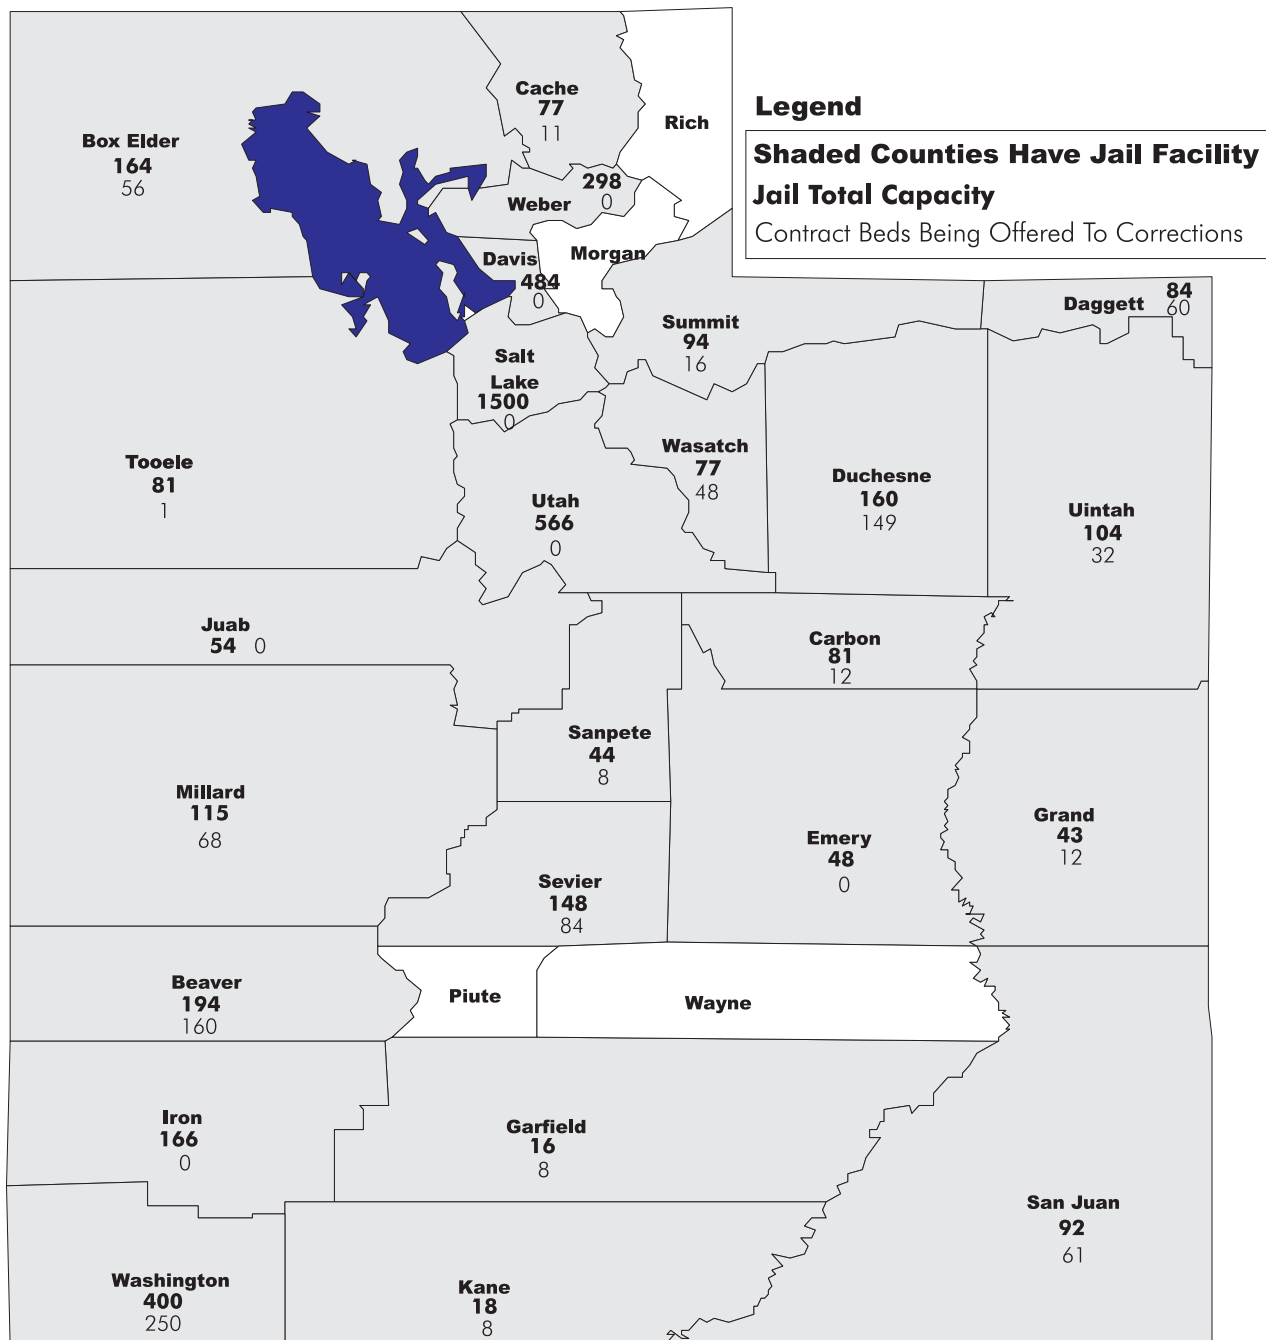 Legend
Shaded Counties Have Jail Facility
Jail Total Capacity
Contract Beds Being Offered To Corrections
Box Elder
164
56
Cache
77
11
Rich
Weber
298
0
Morgan
Davis
484
0
Summit
94
16
Daggett
84
60
Salt
Lake
1500
0
Tooele
81
1
Utah
566
0
Wasatch
77
48
Duchesne
160
149
Uintah
104
32
Juab
54 0
Carbon
81
12
Sanpete
44
8
Millard
115
68
Emery
48
0
Grand
43
12
Sevier
148
84
Beaver
194
160
Piute
Wayne
Iron
166
0
Garfield
16
8
San Juan
92
61
Washington
400
250
Kane
18
8